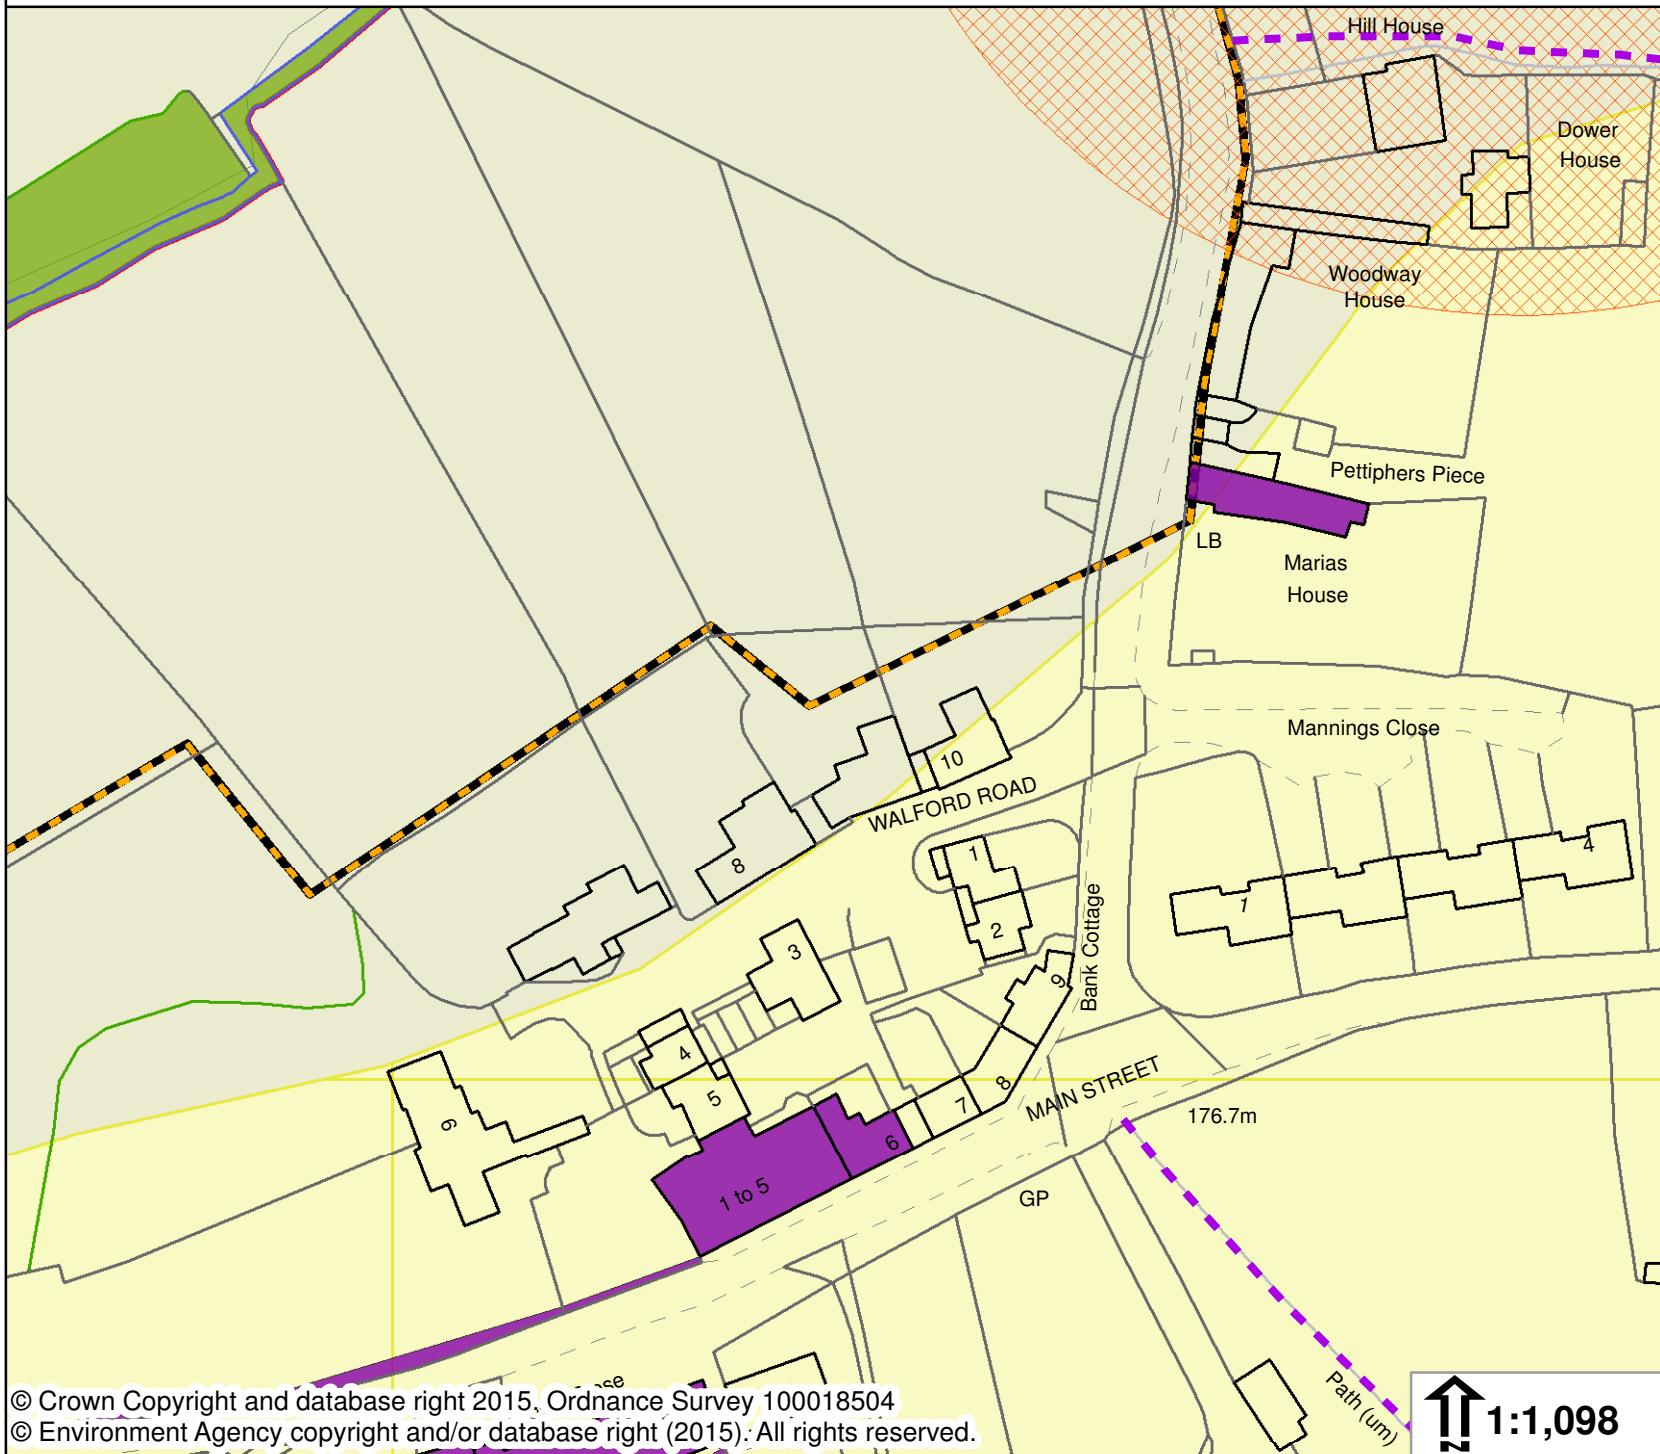 Hill House
Dower
House
Woodway
House
Pettiphers Piece
LB
Marias
House
Mannings Close
10
WALFORD ROAD
8
1
4
1
2
3
Bank Cottage
9
4
5
9
8
7
MAIN STREET
176.7m
6
1 to 5
GP
Path (um)
© Crown Copyright and database right 2015, Ordnance Survey 100018504
© Environment Agency copyright and/or database right (2015). All rights reserved.
1:1,098
N